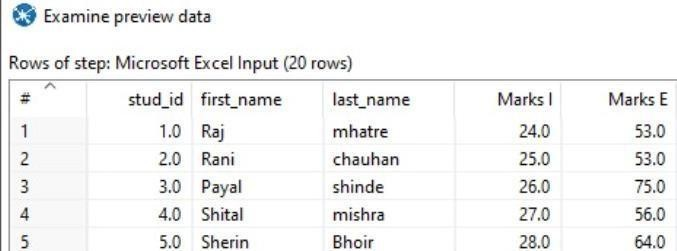 Examine preview data
Rows of step: Microsoft Excel Input (20 rows)
# stud_id first_name last_name Marks I Marks E
1 1.0 Raj mhatre 24.0 53.0
2 2.0 Rani chauhan 25.0 53.0
3 3.0 Payal shinde 26.0 75.0
4 4.0 Shital mishra 27.0 56.0
5 5.0 Sherin Bhoir 28.0 64.0